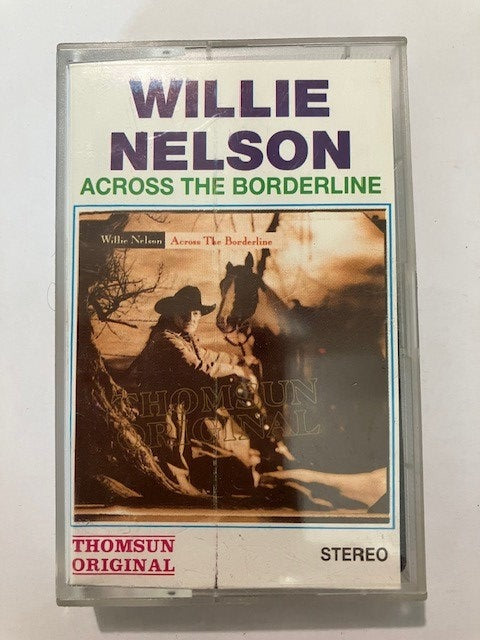 WILLIE
NELSON
ACROSS THE BORDERLINE
Willie Nelson Across The Borderline
THOMSUN
ORIGINAL
THOMSUN
ORIGINAL
STEREO